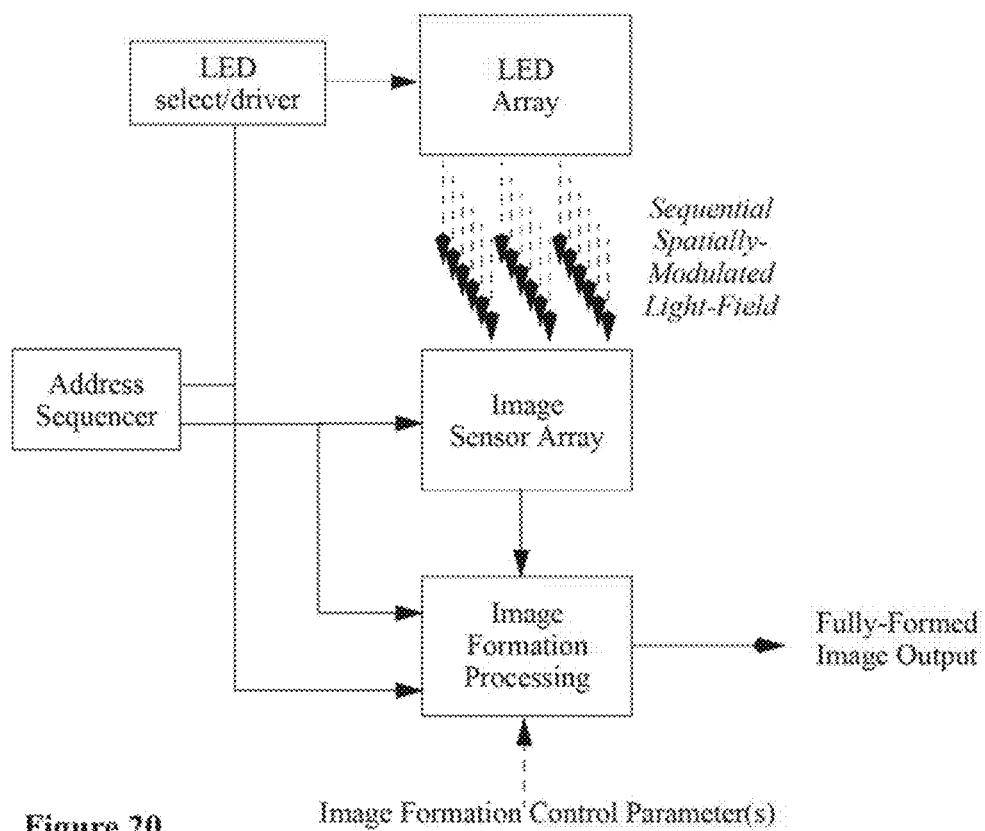 LED
select/driver
LED
Array
Sequential
Spatially-
Modulated
Light-Field
Address
Sequencer
Image
Sensor Array
Image
Formation
Processing
Fully-Formed
Image Output
Image Formation Control Parameter(s)
Figure 20